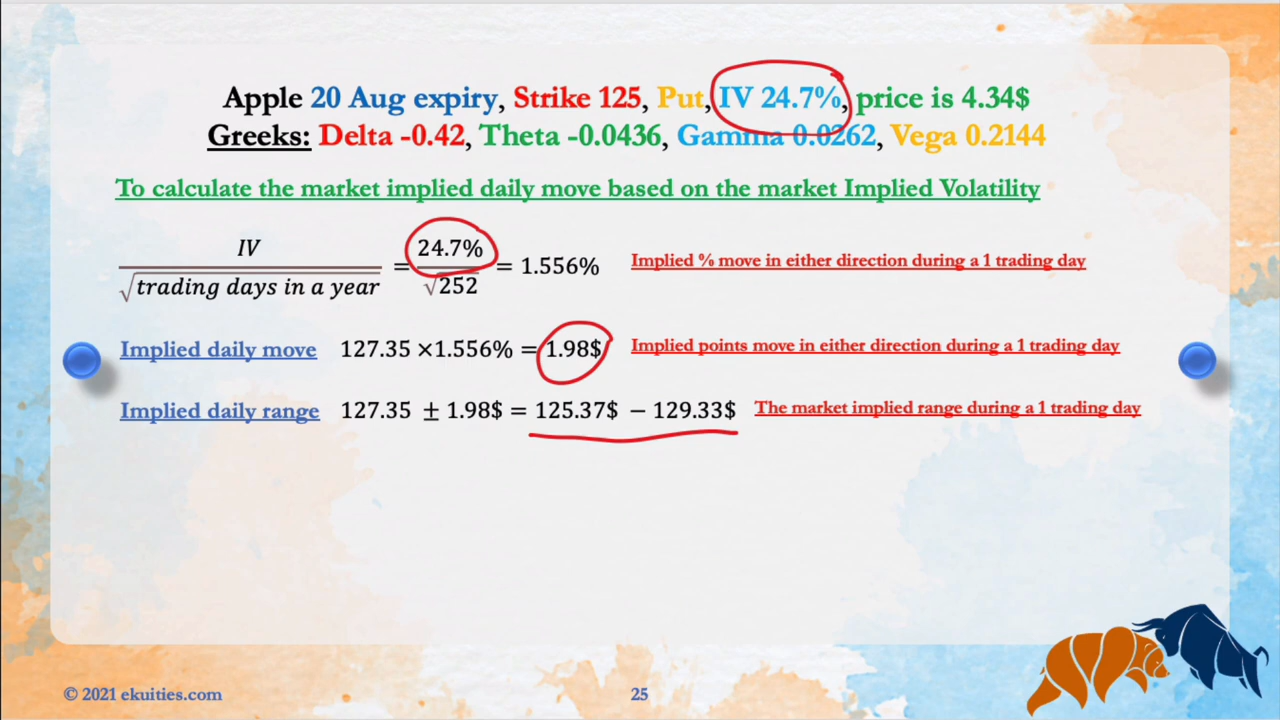 Apple 20 Aug expiry, Strike 125, Put, IV 24.7%, price is 4.34$
Greeks: Delta -0.42, Theta -0.0436, Gamma 0.0262, Vega 0.2144
To calculate the market implied daily move based on the market Implied Volatility
IV / √trading days in a year = 24.7% / √252 = 1.556% Implied % move in either direction during a 1 trading day
Implied daily move 127.35 ×1.556% = 1.98$ Implied points move in either direction during a 1 trading day
Implied daily range 127.35 ± 1.98$ = 125.37$ − 129.33$ The market implied range during a 1 trading day
© 2021 ekuities.com 25